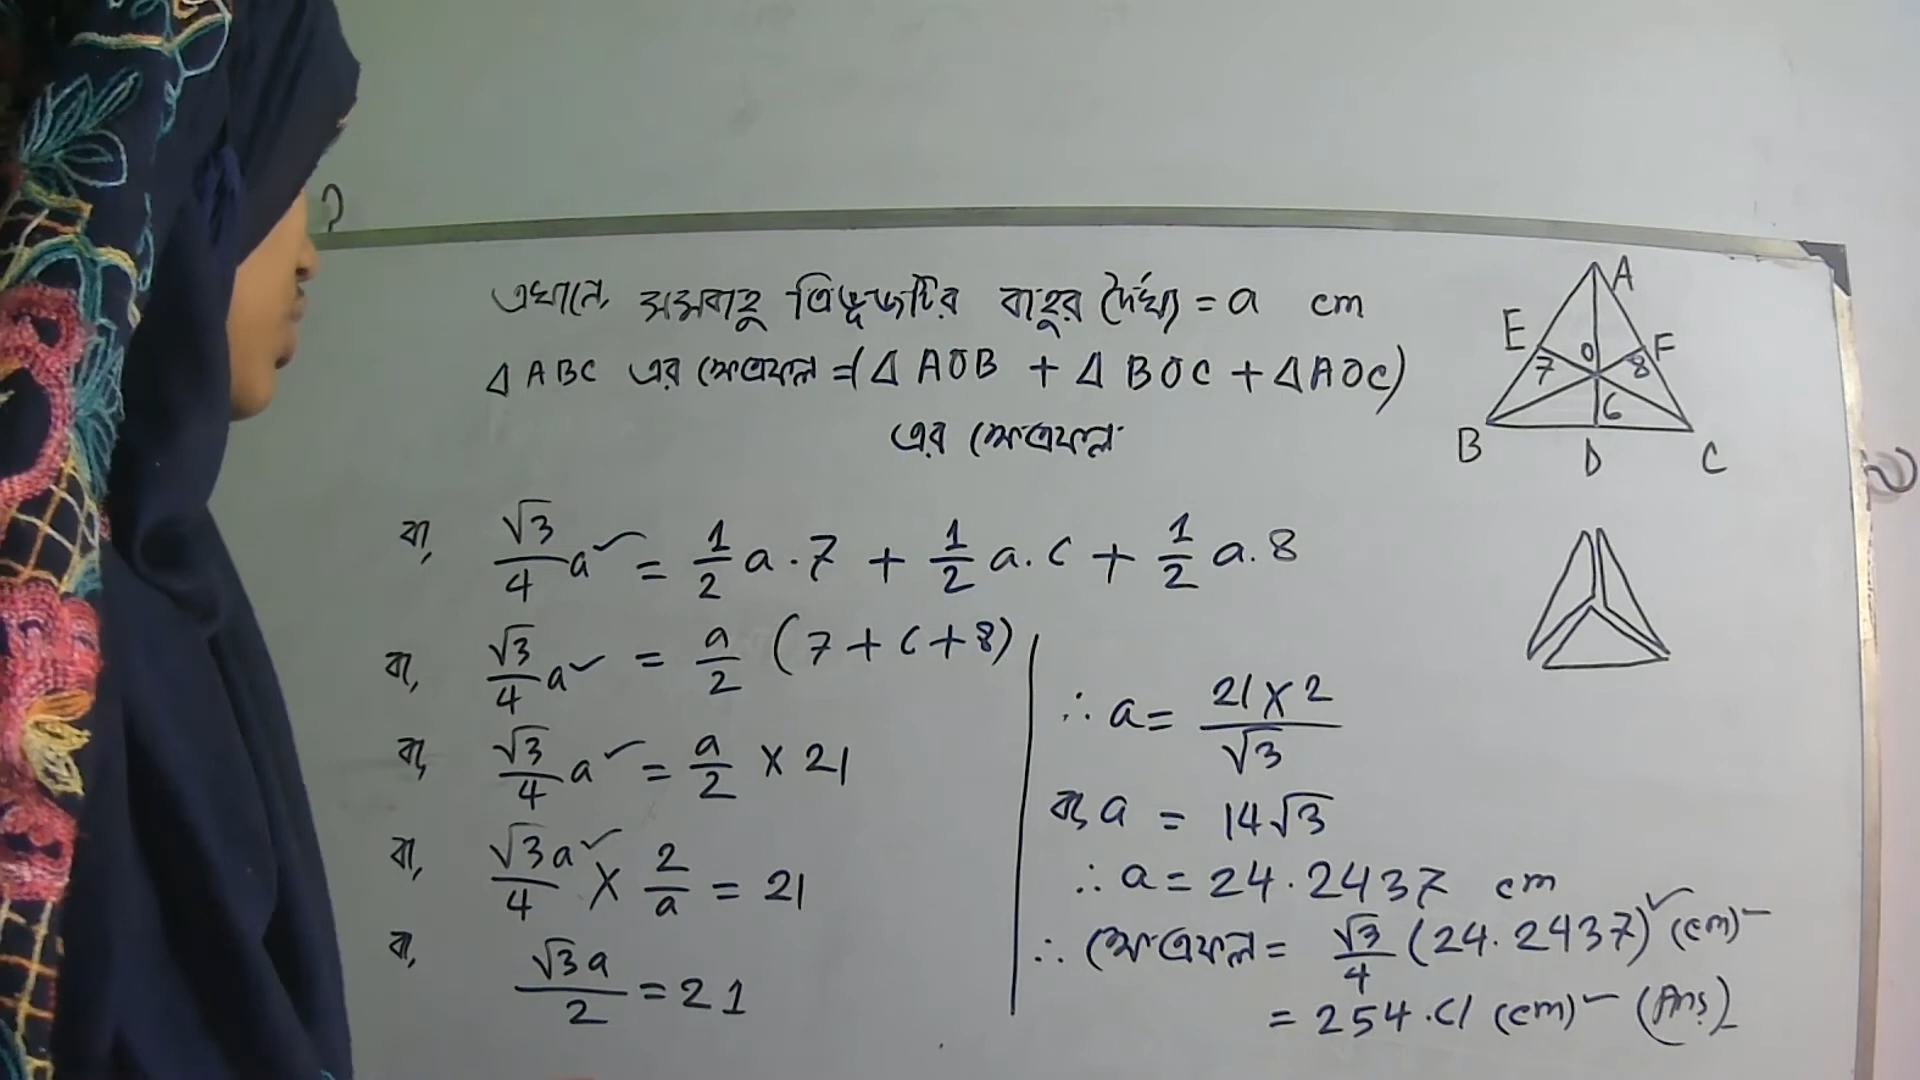 এখানে, সমবাহু ত্রিভূজটির বাহুর দৈর্ঘ্য = a cm
Δ ABC এর ক্ষেত্রফল = (Δ AOB + Δ BOC + Δ AOC)
এর ক্ষেত্রফল
বা, √3/4 a² = 1/2 a . 7 + 1/2 a . 6 + 1/2 a . 8
বা, √3/4 a² = a/2 (7 + 6 + 8)
বা, √3/4 a² = a/2 × 21
বা, √3a²/4 × 2/a = 21
বা, √3a/2 = 21
∴ a = 21 × 2/√3
বা, a = 14√3
∴ a = 24.2437 cm
∴ ক্ষেত্রফল = √3/4 (24.2437)² (cm)²
= 254.61 (cm)² (Ans)
A
E F
7 O 8
6
B D C